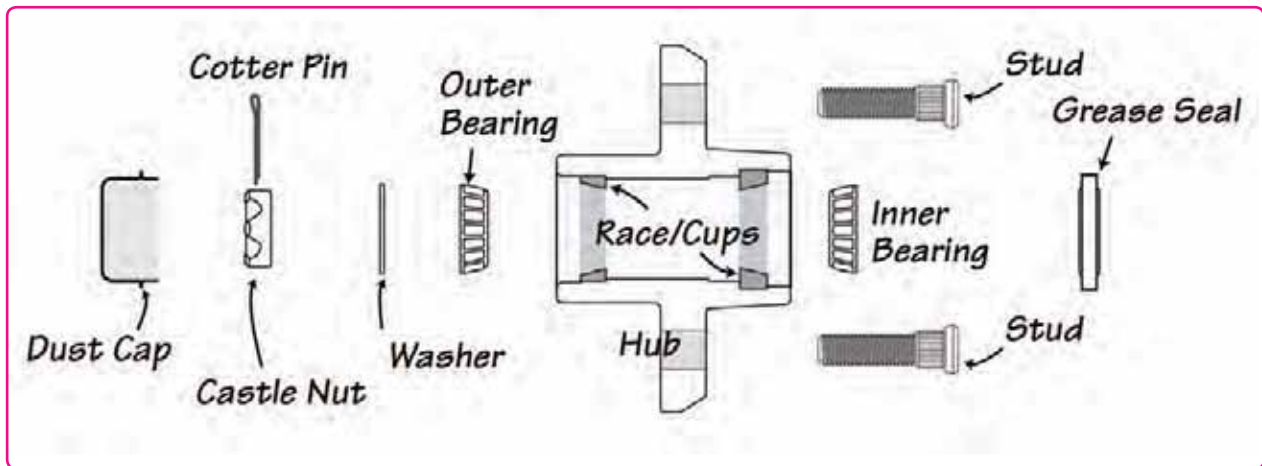 Cotter Pin
Outer
Bearing
Stud
Grease Seal
Race/Cups
Inner
Bearing
Dust Cap
Castle Nut
Washer
Hub
Stud